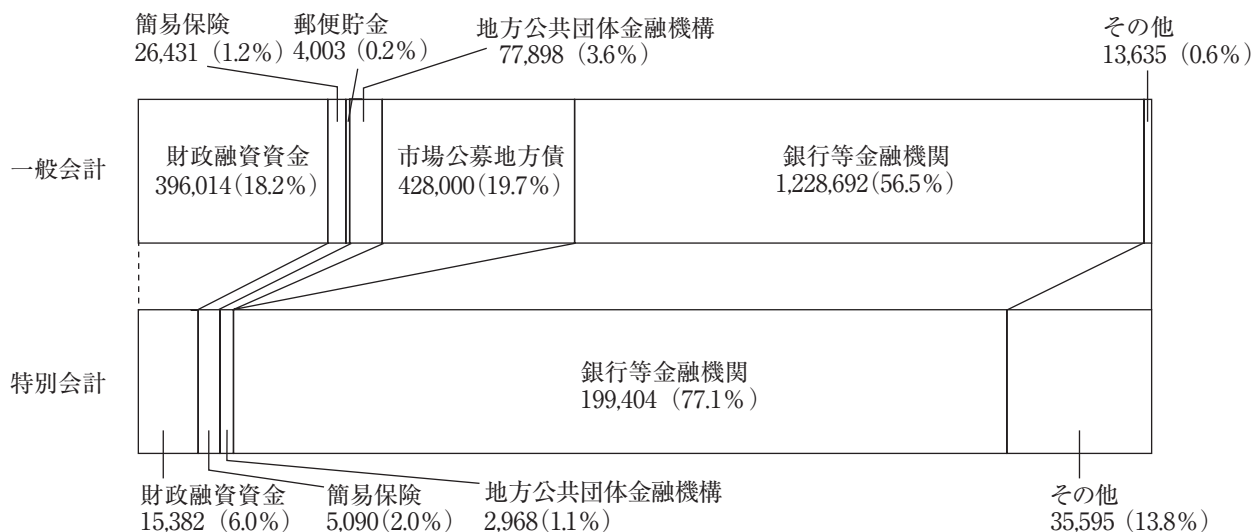 簡易保険
26,431 (1.2%)
郵便貯金
4,003 (0.2%)
地方公共団体金融機構
77,898 (3.6%)
その他
13,635 (0.6%)
一般会計
財政融資資金
396,014(18.2%)
市場公募地方債
428,000(19.7%)
銀行等金融機関
1,228,692(56.5%)
特別会計
銀行等金融機関
199,404 (77.1%)
財政融資資金
15,382 (6.0%)
簡易保険
5,090(2.0%)
地方公共団体金融機構
2,968(1.1%)
その他
35,595 (13.8%)